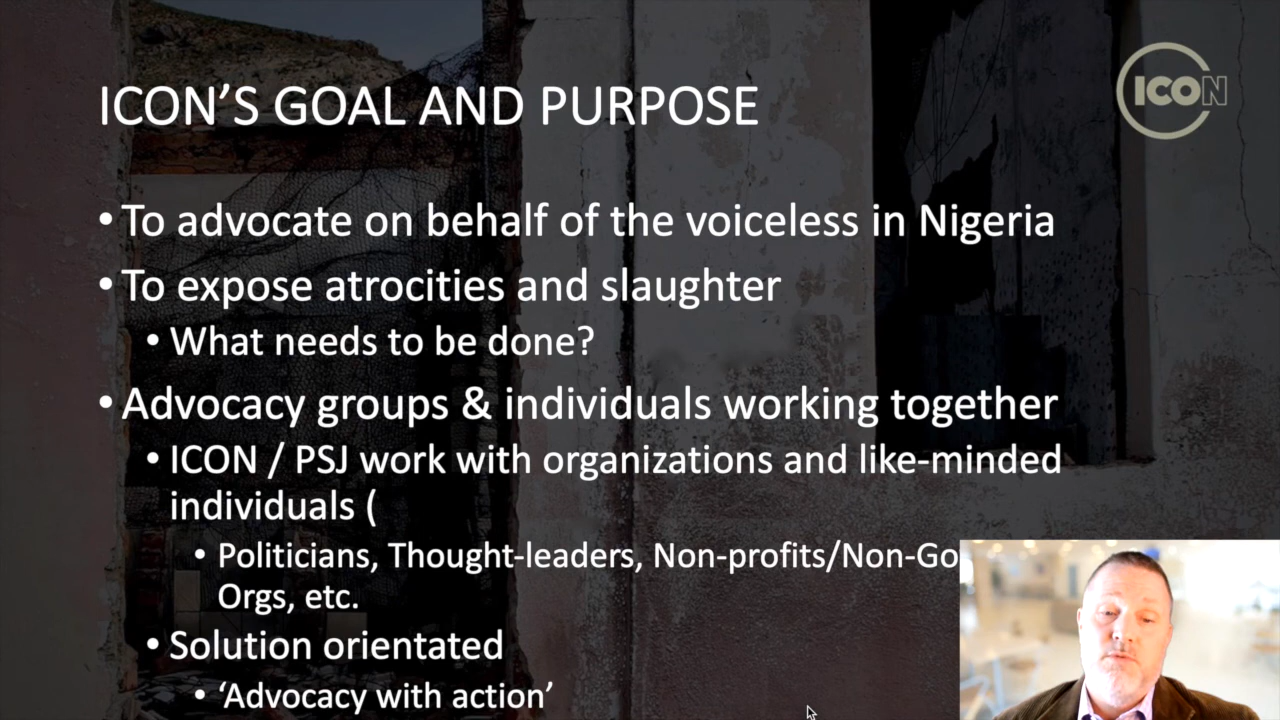 ICON'S GOAL AND PURPOSE
ICON
• To advocate on behalf of the voiceless in Nigeria
• To expose atrocities and slaughter
• What needs to be done?
• Advocacy groups & individuals working together
• ICON / PSJ work with organizations and like-minded
individuals (
• Politicians, Thought-leaders, Non-profits/Non-Go
Orgs, etc.
• Solution orientated
• ‘Advocacy with action’